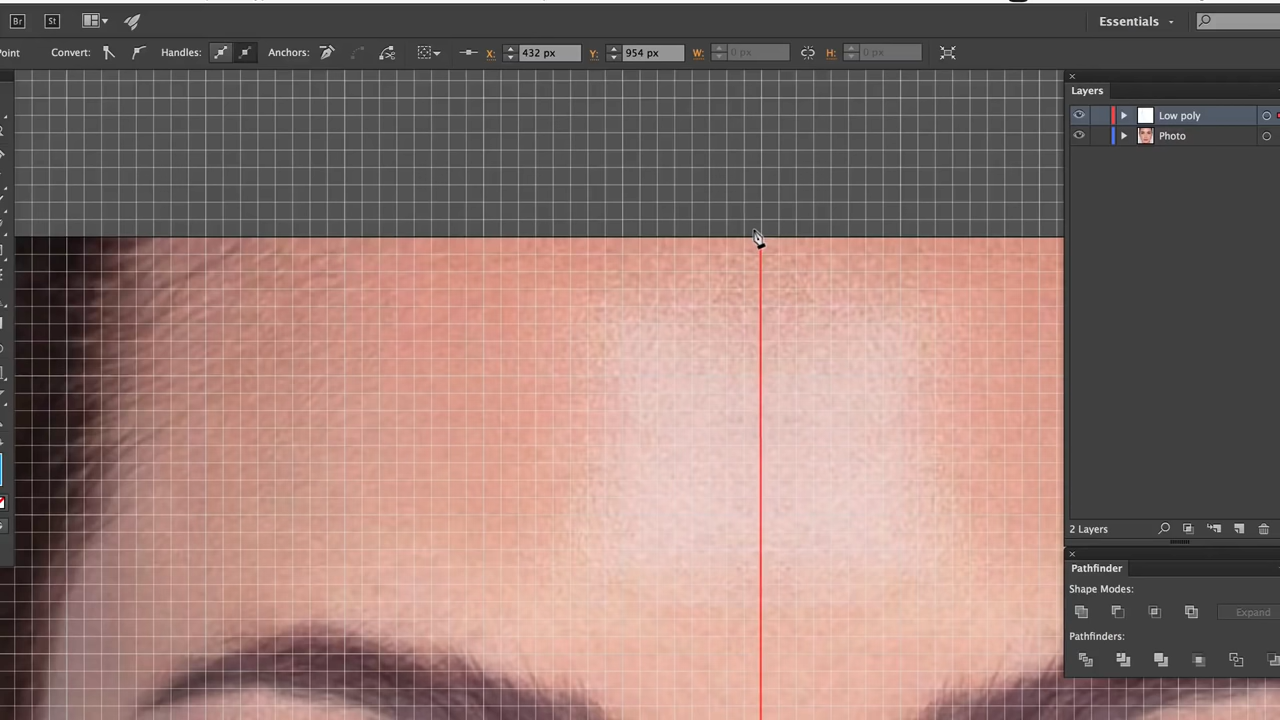 Br St Essentials
Point Convert: Handles: Anchors: X: 432 px Y: 954 px W: 0 px H: 0 px
Layers
Low poly
Photo
2 Layers
Pathfinder
Shape Modes:
Expand
Pathfinders: